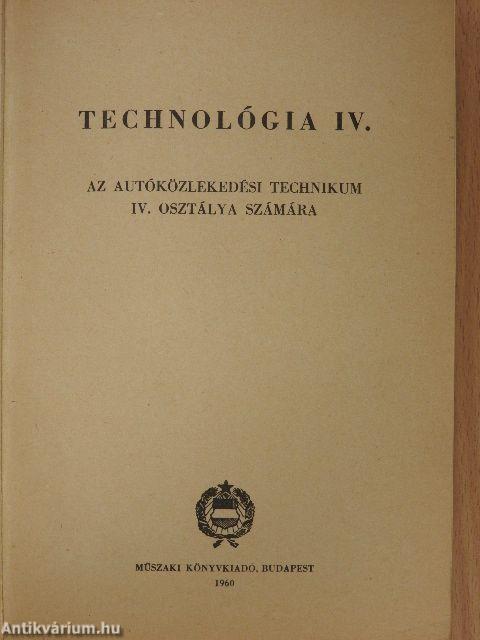 TECHNOLÓGIA IV.
AZ AUTÓKÖZLEKEDÉSI TECHNIKUM
IV. OSZTÁLYA SZÁMÁRA
MŰSZAKI KÖNYVKIADÓ, BUDAPEST
1960
Antikvárium.hu